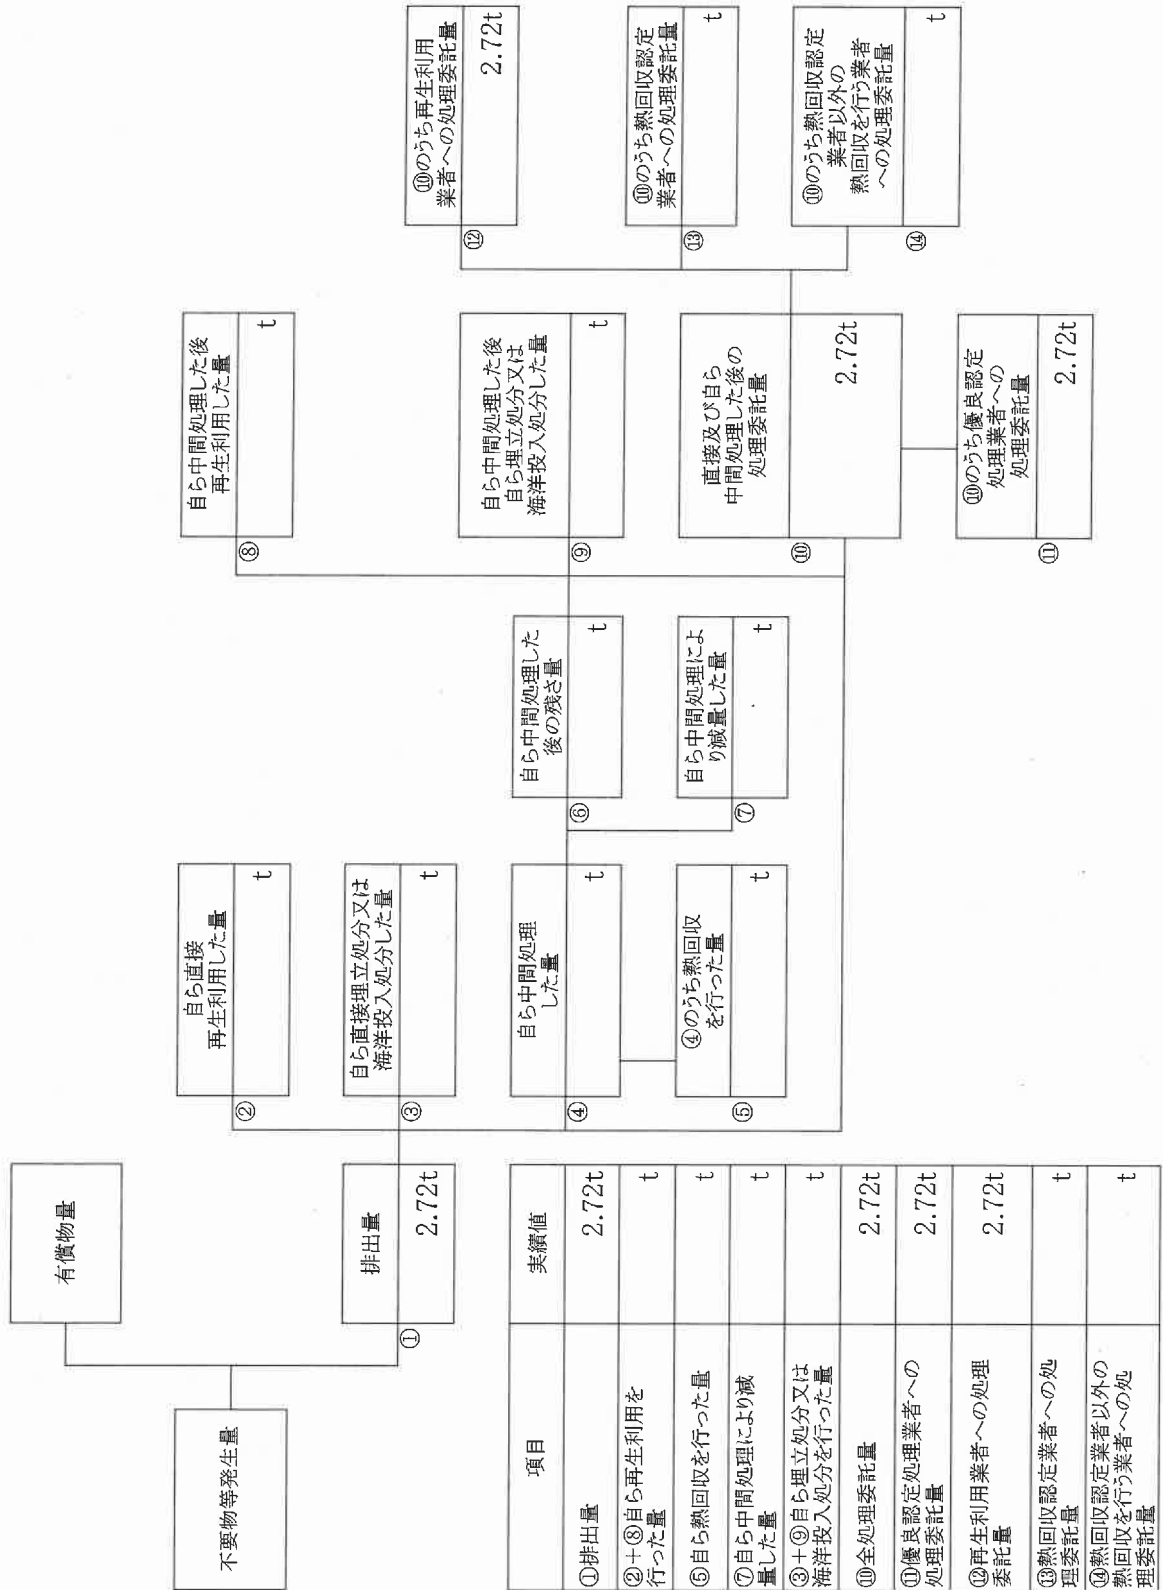 不要物等発生量
有償物量
排出量
①
2.72t
自ら直接
再生利用した量
②
t
自ら直接埋立処分又は
海洋投入処分した量
③
t
自ら中間処理
した量
④
t
④のうち熱回収
を行った量
⑤
t
自ら中間処理した
後の残さ量
⑥
t
自ら中間処理によ
り減量した量
⑦
t
自ら中間処理した後
再生利用した量
⑧
t
自ら中間処理した後
自ら埋立処分又は
海洋投入処分した量
⑨
t
直接及び自ら
中間処理した後の
処理委託量
⑩
2.72t
⑩のうち優良認定
処理業者への
処理委託量
⑪
2.72t
⑩のうち再生利用
業者への処理委託量
⑫
2.72t
⑩のうち熱回収認定
業者への処理委託量
⑬
t
⑩のうち熱回収認定
業者以外の
熱回収を行う業者
への処理委託量
⑭
t
項目 実績値
①排出量 2.72t
②+⑧自ら再生利用を
行った量 t
⑤自ら熱回収を行った量 t
⑦自ら中間処理により減
量した量 t
③+⑨自ら埋立処分又は
海洋投入処分を行った量 t
⑩全処理委託量 2.72t
⑪優良認定処理業者への
処理委託量 2.72t
⑫再生利用業者への処理
委託量 2.72t
⑬熱回収認定業者への処
理委託量 t
⑭熱回収認定業者以外の
熱回収を行う業者への処
理委託量 t